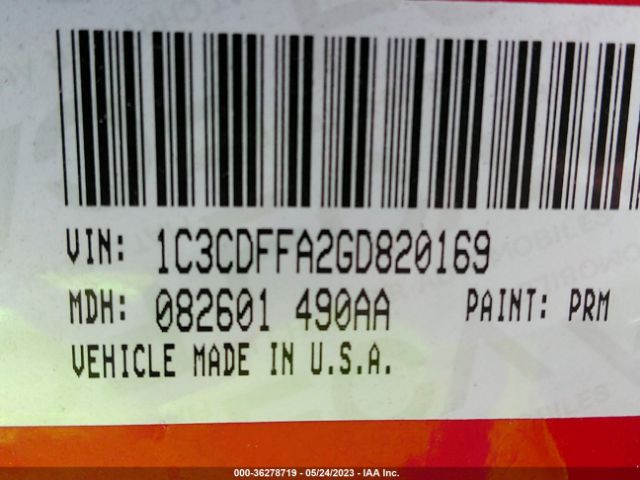 VIN: 1C3CDFFA2GD820169
MDH: 082601 490AA PAINT: PRM
VEHICLE MADE IN U.S.A.
000-36278719 - 05/24/2023 - IAA Inc.